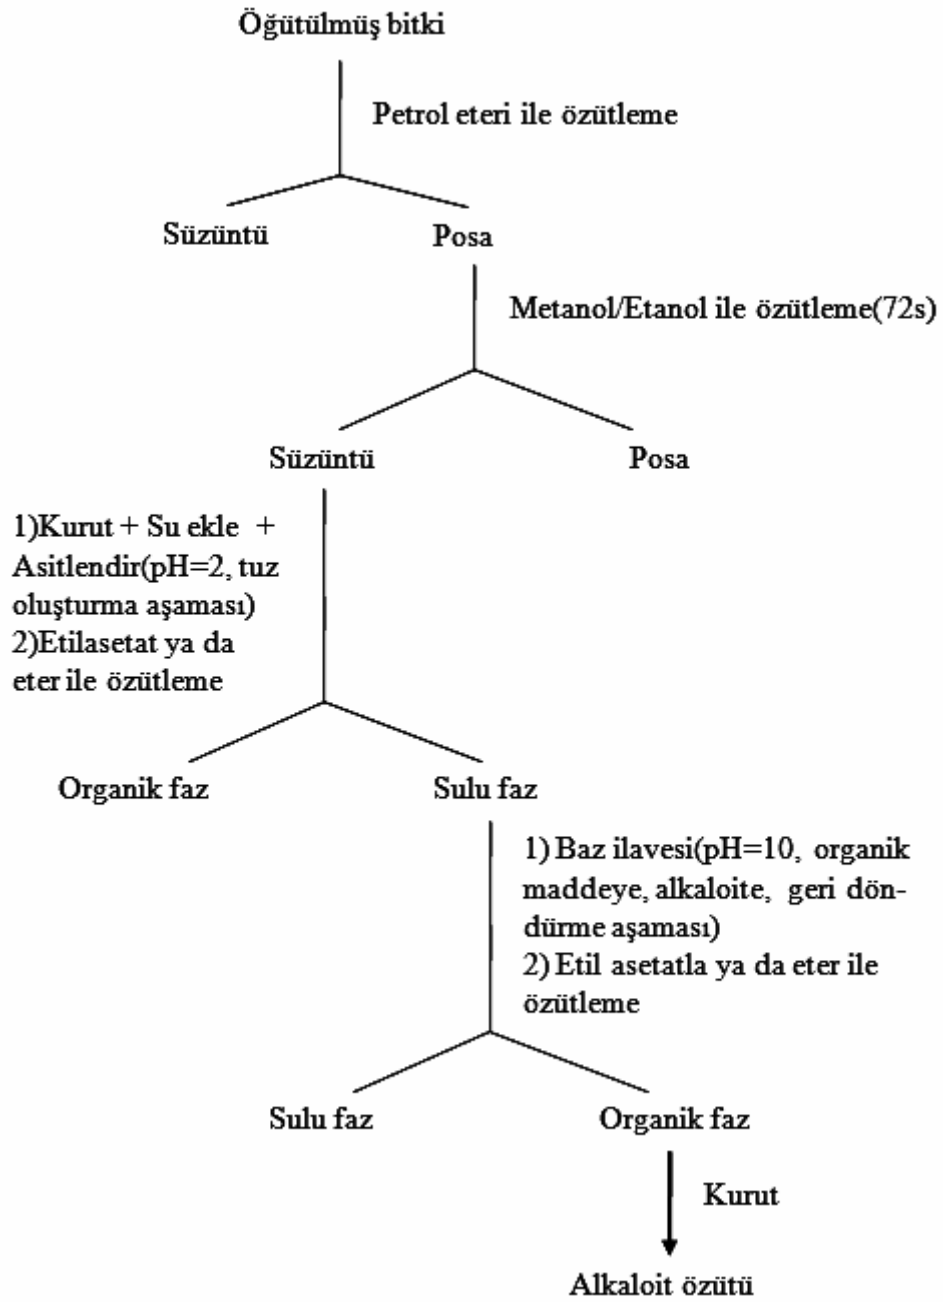 Öğütülmüş bitki
Petrol eteri ile özütleme
Süzüntü
Posa
Metanol/Etanol ile özütleme(72s)
Süzüntü
Posa
1)Kurut + Su ekle +
Asitlendir(pH=2, tuz
oluşturma aşaması)
2)Etilasetat ya da
eter ile özütleme
Organik faz
Sulu faz
1) Baz ilavesi(pH=10, organik
maddeye, alkaloite, geri dön-
dürme aşaması)
2) Etil asetatla ya da eter ile
özütleme
Sulu faz
Organik faz
Kurut
Alkaloit özütü